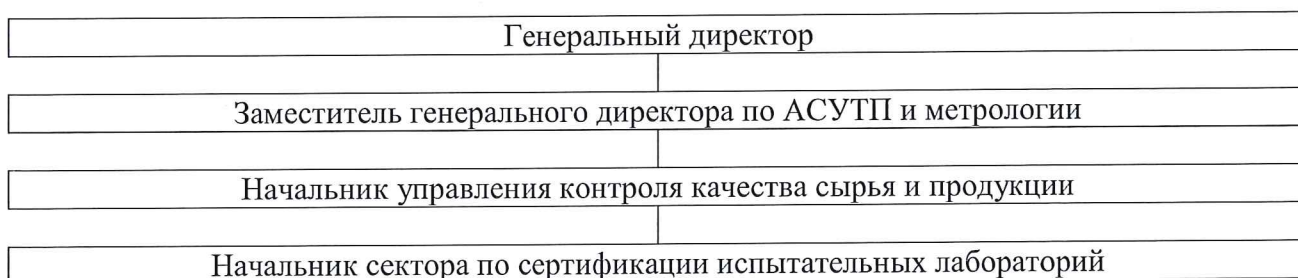 Генеральный директор
Заместитель генерального директора по АСУТП и метрологии
Начальник управления контроля качества сырья и продукции
Начальник сектора по сертификации испытательных лабораторий